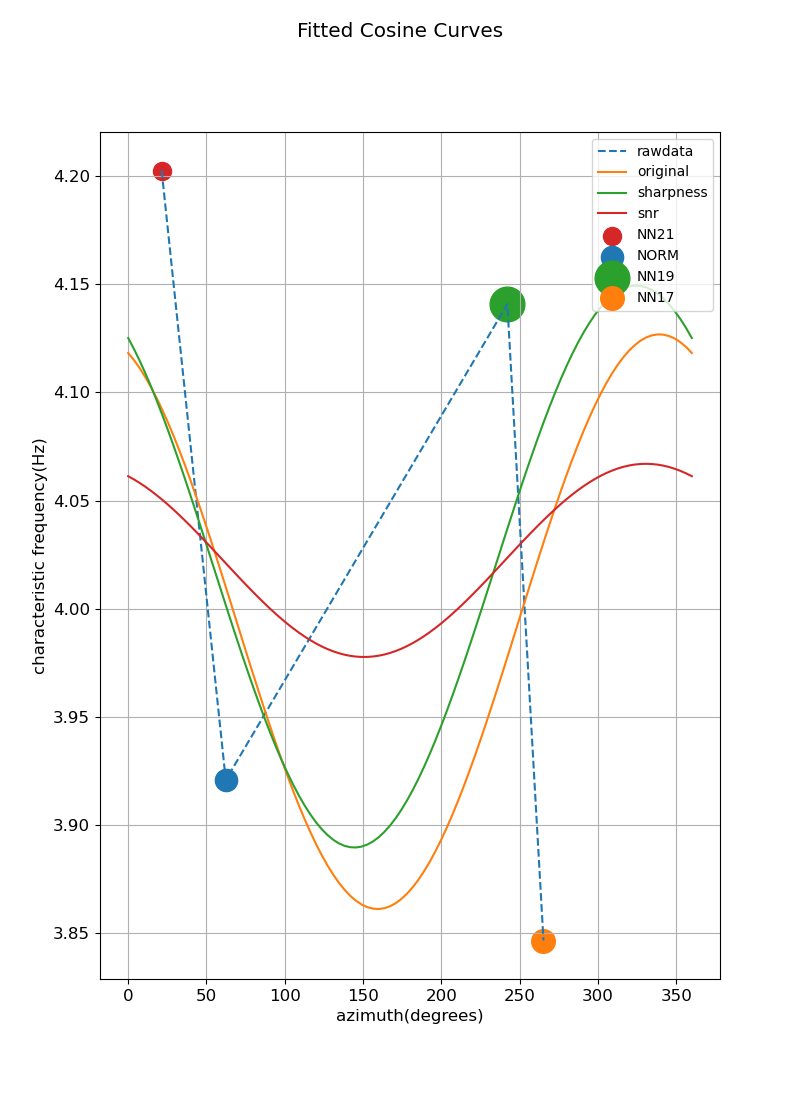 Fitted Cosine Curves
rawdata
original
sharpness
snr
NN21
NORM
NN19
NN17
4.20
4.15
4.10
4.05
4.00
3.95
3.90
3.85
characteristic frequency(Hz)
0 50 100 150 200 250 300 350
azimuth(degrees)